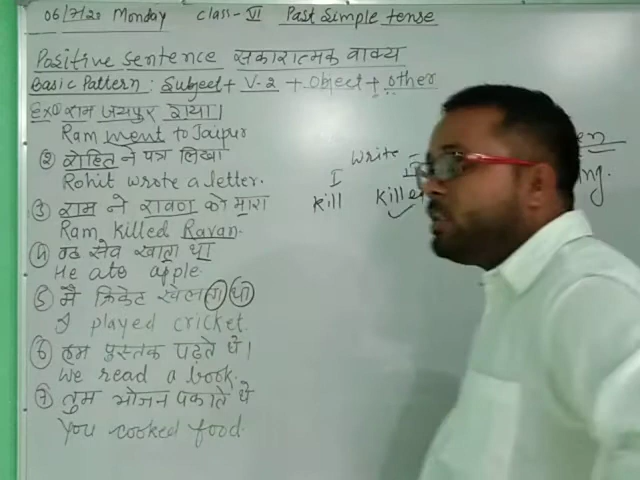 06/7/20 Monday class-VI Past Simple tense
Positive sentence सकारात्मक वाक्य
Basic Pattern : Subject + V-2 + Object + other
Ex① राम जयपुर गया।
Ram went to Jaipur
② रोहित ने पत्र लिखा
Rohit wrote a letter.
③ राम ने रावण को मारा
Ram killed Ravan.
④ वह सेव खाता था
He ate apple.
⑤ मैं क्रिकेट खेलता था
I played cricket.
⑥ हम पुस्तक पढ़ते थे।
We read a book.
⑦ तुम भोजन पकाते थे
You cooked food.
Write
I
kill